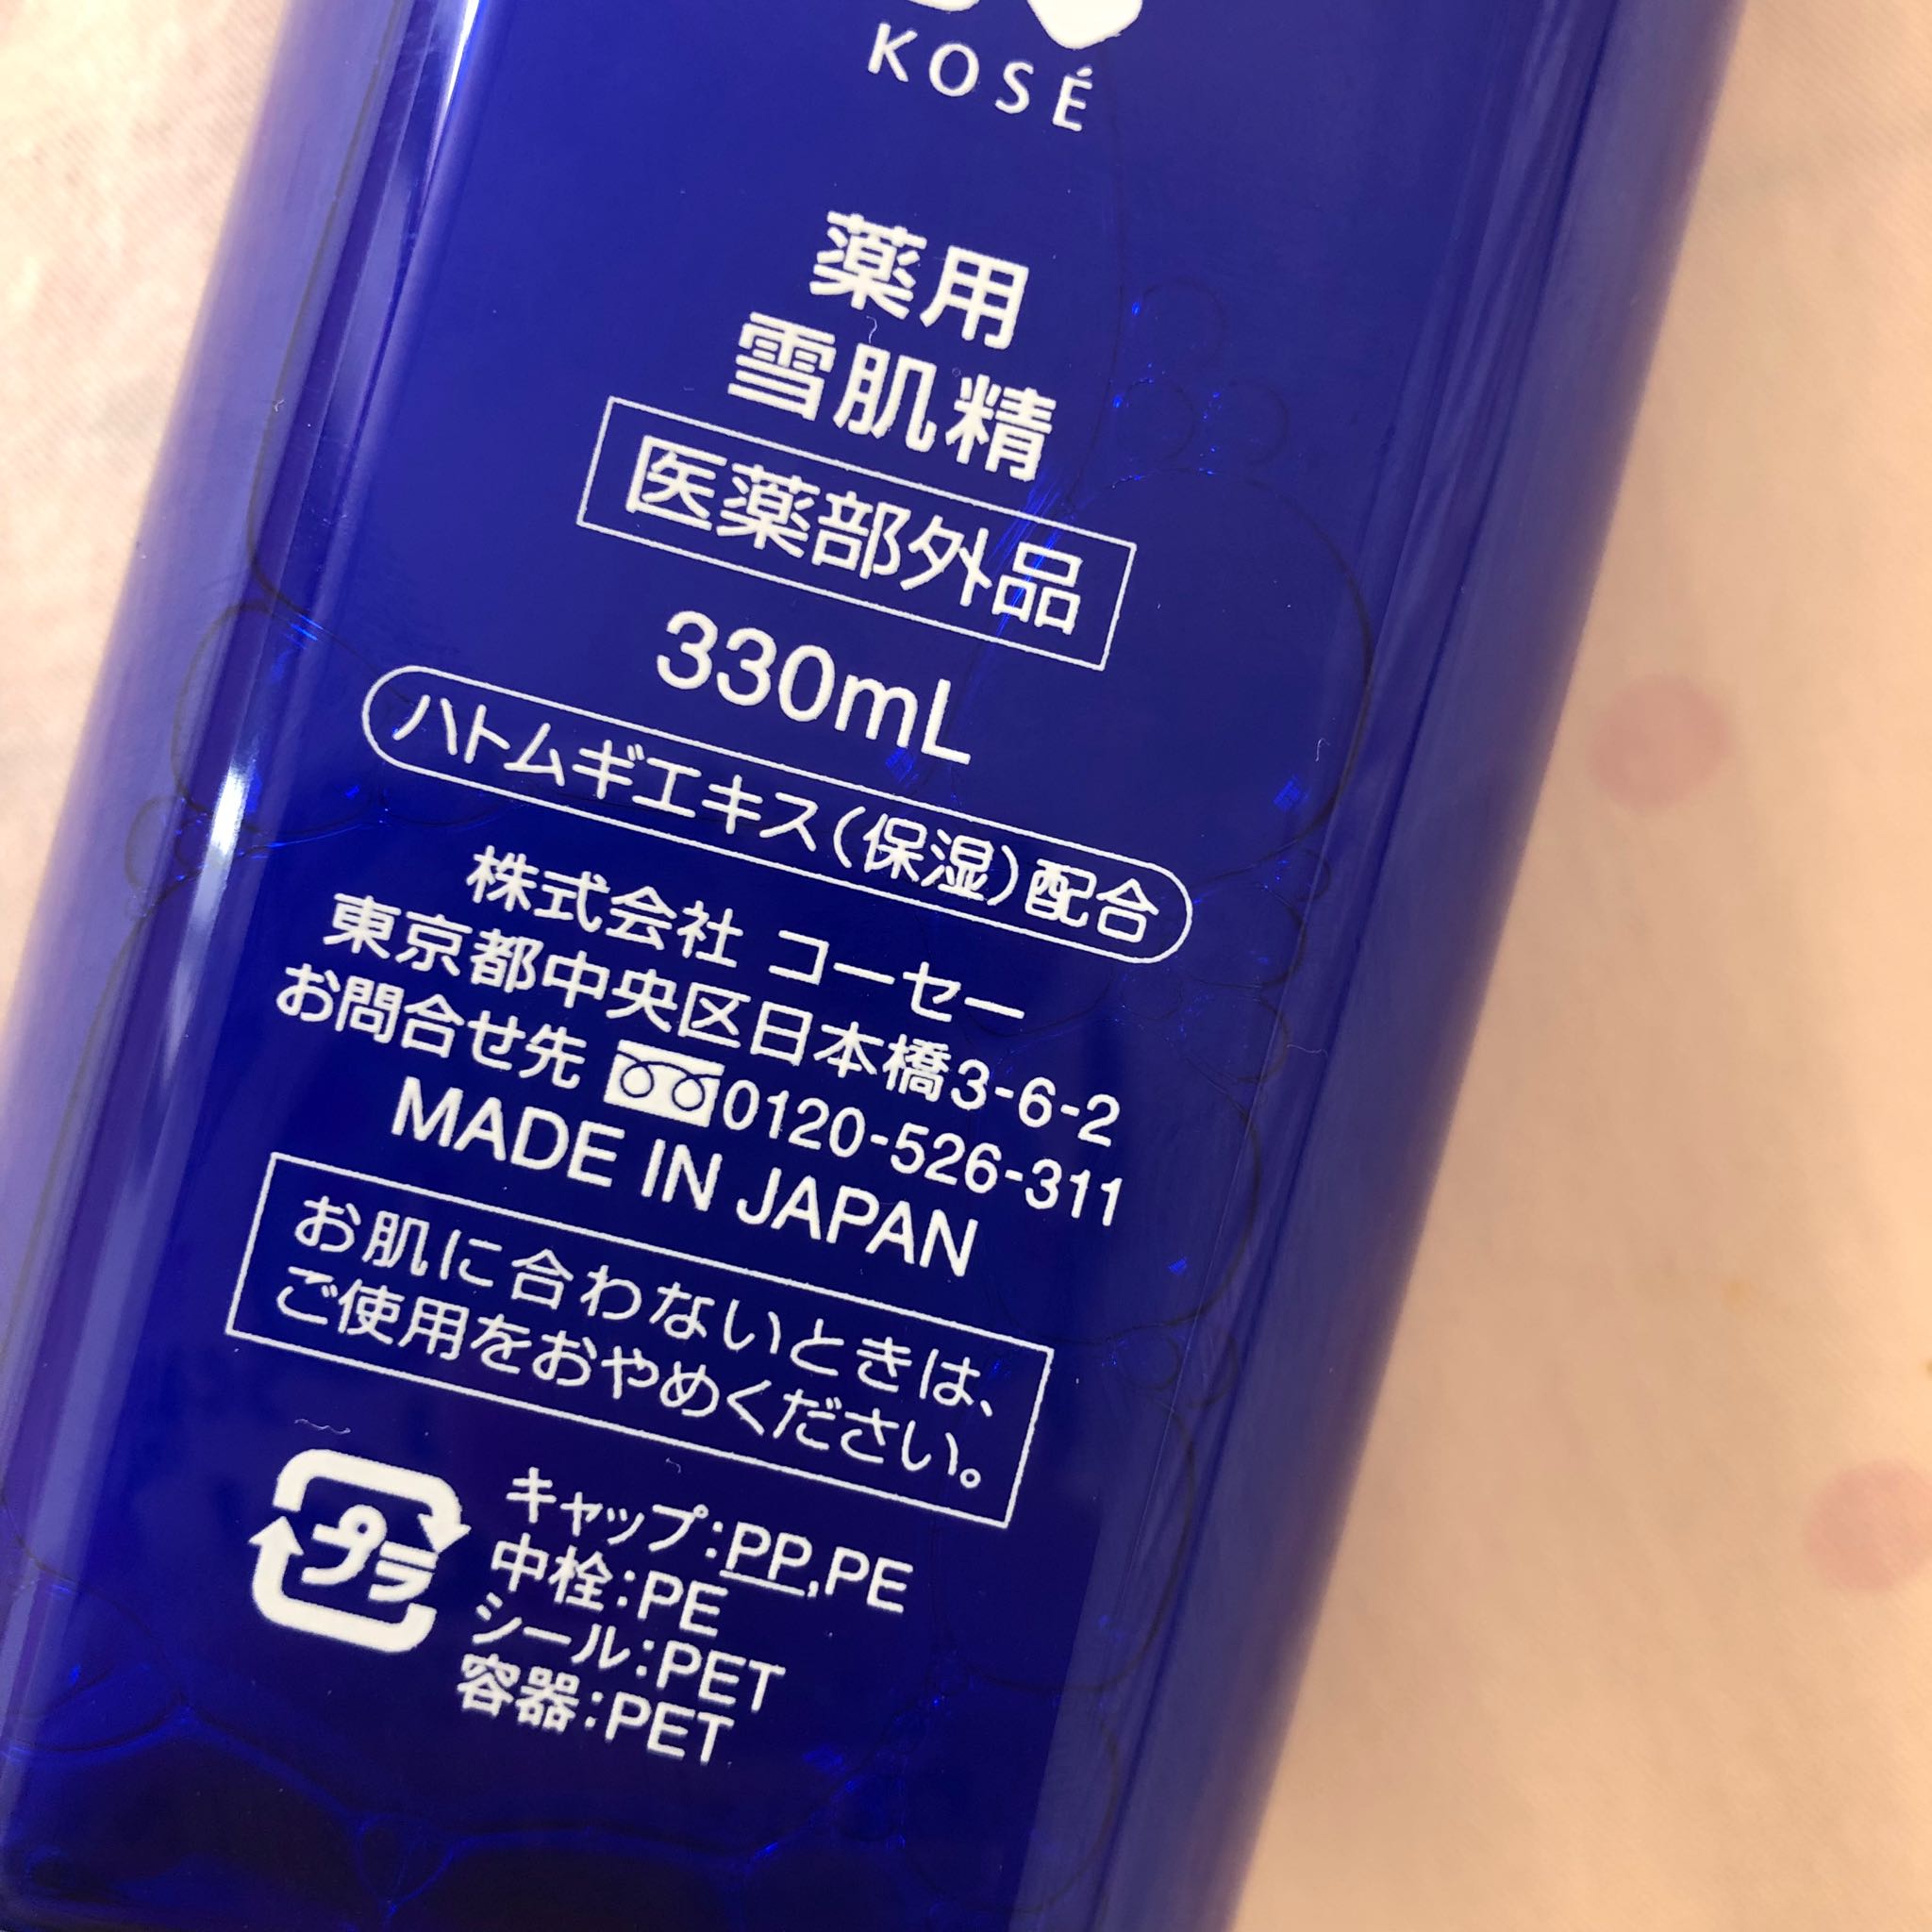 KOSÉ
薬用
雪肌精
医薬部外品
330mL
ハトムギエキス(保湿)配合
株式会社 コーセー
東京都中央区日本橋3-6-2
お問合せ先 0120-526-311
MADE IN JAPAN
お肌に合わないときは、
ご使用をおやめください。
プラ
キャップ:PP,PE
中栓:PE
シール:PET
容器:PET